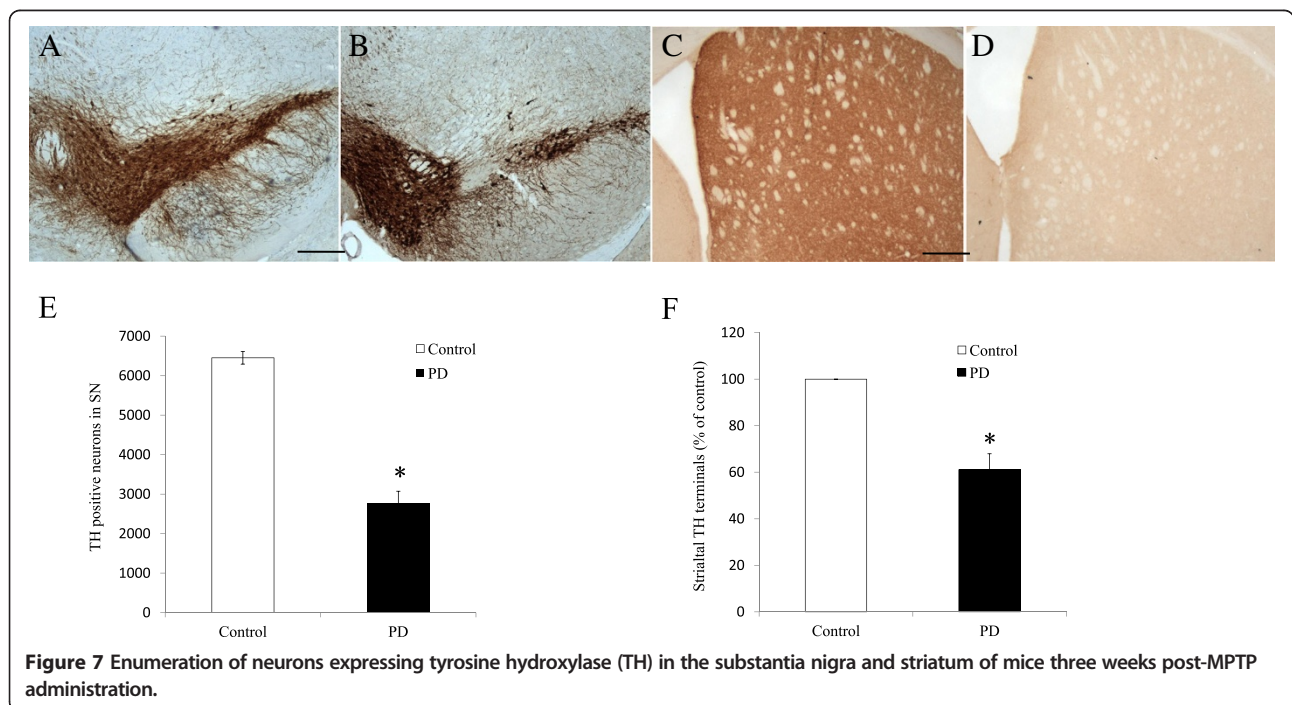 A B C D
E
7000
6000
5000
4000
3000
2000
1000
0
TH positive neurons in SN
Control
PD
*
Control PD
F
120
100
80
60
40
20
0
Strialtal TH terminals (% of control)
Control
PD
*
Control PD
Figure 7 Enumeration of neurons expressing tyrosine hydroxylase (TH) in the substantia nigra and striatum of mice three weeks post-MPTP
administration.